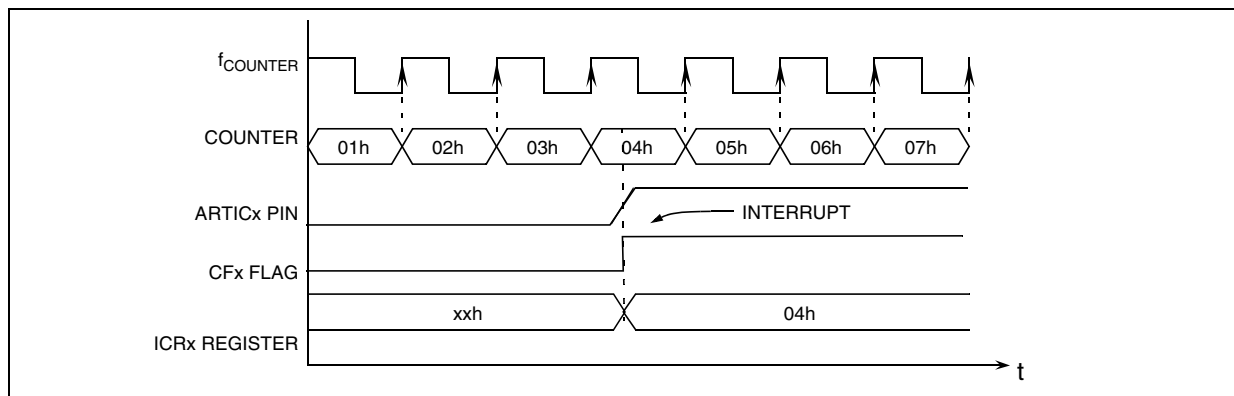 fCOUNTER
COUNTER
01h 02h 03h 04h 05h 06h 07h
ARTICx PIN
INTERRUPT
CFx FLAG
xxh 04h
ICRx REGISTER
t